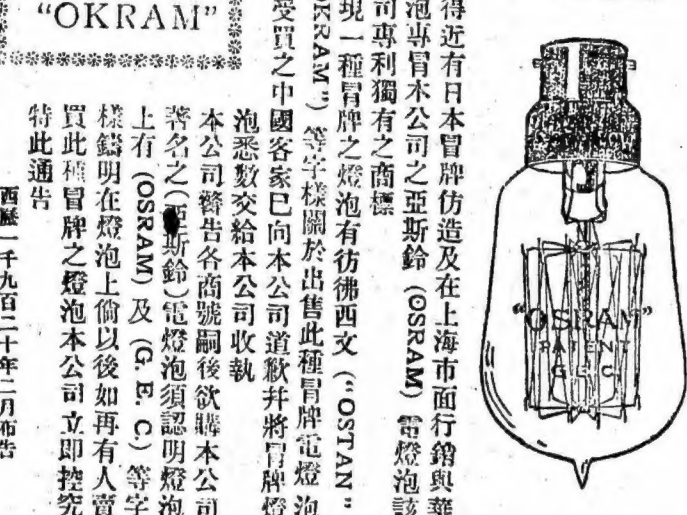 得近有日本冒牌仿造及在上海市面行銷與華
泡專冒本公司之亞斯鈴 (OSRAM) 電燈泡該
司專利獨有之商標
現一種冒牌之燈泡有彷彿西文 (“OSTAN”
OKRAM”) 等字樣關於出售此種冒牌電燈泡
受買之中國客家已向本公司道歉幷將冒牌燈
泡悉數交給本公司收執
本公司警告各商號嗣後欲購本公司
著名之(亞斯鈴)電燈泡須認明燈泡
上有 (OSRAM) 及 (G. E. C.) 等字
樣鑄明在燈泡上倘以後如再有人賣
買此種冒牌之燈泡本公司立卽控究
特此通告
西歷一千九百二十年二月布告
“OKRAM”
“OSRAM”
PATENT
G.E.C.